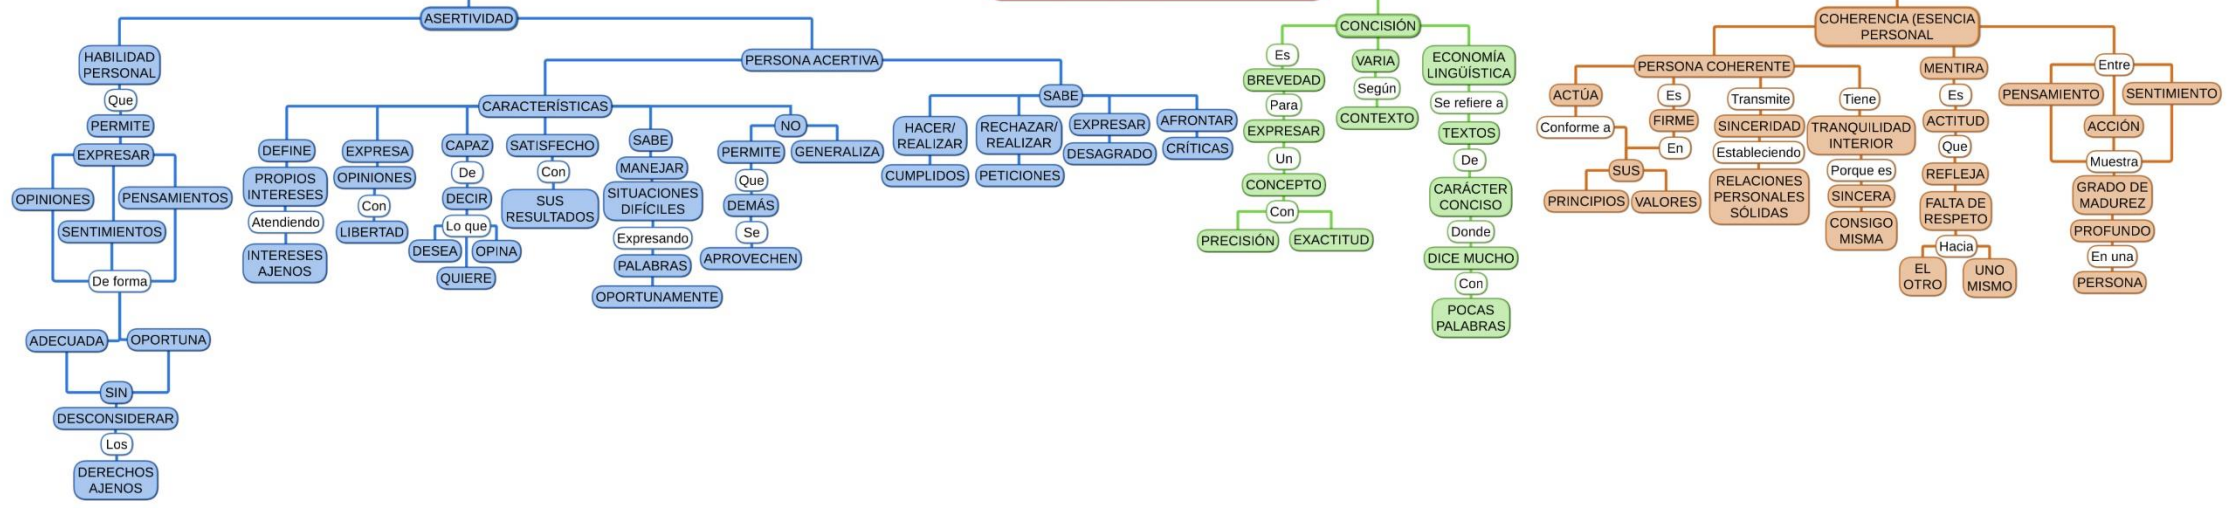 ASERTIVIDAD
HABILIDAD
PERSONAL
Que
PERMITE
EXPRESAR
OPINIONES
PENSAMIENTOS
SENTIMIENTOS
De forma
ADECUADA
OPORTUNA
SIN
DESCONSIDERAR
Los
DERECHOS
AJENOS
PERSONA ACERTIVA
CARACTERÍSTICAS
DEFINE
PROPIOS
INTERESES
Atendiendo
INTERESES
AJENOS
EXPRESA
OPINIONES
Con
LIBERTAD
CAPAZ
De
DECIR
Lo que
DESEA
OPINA
QUIERE
SATISFECHO
Con
SUS
RESULTADOS
SABE
MANEJAR
SITUACIONES
DIFÍCILES
Expresando
PALABRAS
OPORTUNAMENTE
NO
PERMITE
Que
DEMÁS
Se
APROVECHEN
GENERALIZA
SABE
HACER/
REALIZAR
CUMPLIDOS
RECHAZAR/
REALIZAR
PETICIONES
EXPRESAR
DESAGRADO
AFRONTAR
CRÍTICAS
CONCISIÓN
Es
BREVEDAD
Para
EXPRESAR
Un
CONCEPTO
Con
PRECISIÓN
EXACTITUD
VARIA
Según
CONTEXTO
ECONOMÍA
LINGÜÍSTICA
Se refiere a
TEXTOS
De
CARÁCTER
CONCISO
Donde
DICE MUCHO
Con
POCAS
PALABRAS
COHERENCIA (ESENCIA
PERSONAL
PERSONA COHERENTE
ACTÚA
Conforme a
Es
FIRME
En
SUS
PRINCIPIOS
VALORES
Transmite
SINCERIDAD
Estableciendo
RELACIONES
PERSONALES
SÓLIDAS
Tiene
TRANQUILIDAD
INTERIOR
Porque es
SINCERA
CONSIGO
MISMA
MENTIRA
Es
ACTITUD
Que
REFLEJA
FALTA DE
RESPETO
Hacia
EL
OTRO
UNO
MISMO
Entre
PENSAMIENTO
SENTIMIENTO
ACCIÓN
Muestra
GRADO DE
MADUREZ
PROFUNDO
En una
PERSONA